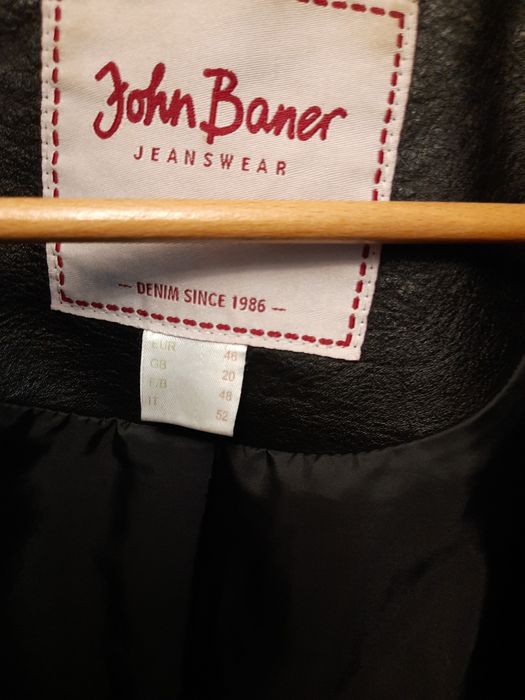 John Baner
JEANSWEAR
— DENIM SINCE 1986 —
EUR 46
GB 20
F/B 48
IT 52